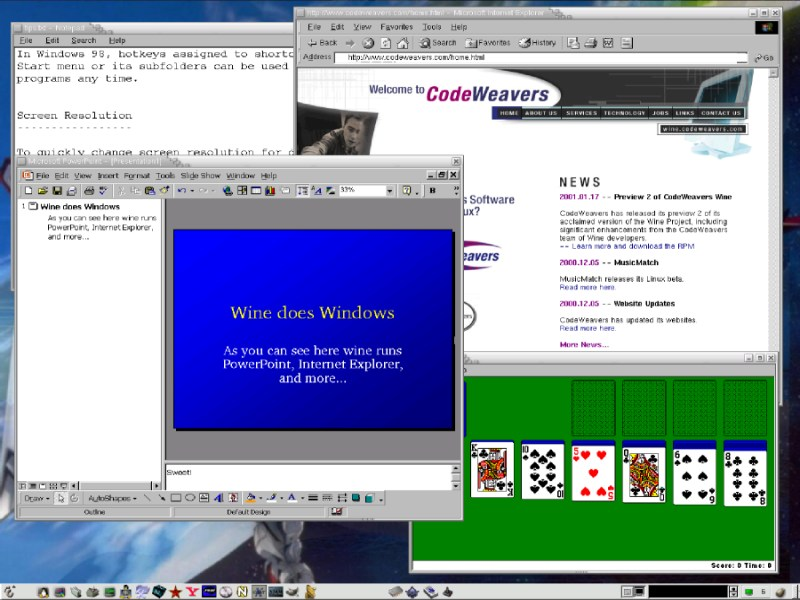 File Edit Search Help
In Windows 98, hotkeys assigned to shortc
Start menu or its subfolders can be used
programs any time.
Screen Resolution
-----------------
To quickly change screen resolution for d
http://www.codeweavers.com/home.html - Microsoft Internet Explorer
File Edit View Favorites Tools Help
Back Search Favorites History
Address http://www.codeweavers.com/home.html Go
Welcome to CodeWeavers
HOME ABOUT US SERVICES TECHNOLOGY JOBS LINKS CONTACT US
wine.codeweavers.com
s Software
ux?
eavers
NEWS
2001.01.17 -- Preview 2 of CodeWeavers Wine
CodeWeavers has released its preview 2 of its
acclaimed version of the Wine Project, including
significant enhancements from the CodeWeavers
team of Wine developers.
-- Learn more and download the RPM
2000.12.05 -- MusicMatch
MusicMatch releases its Linux beta.
Read more here.
2000.12.05 -- Website Updates
CodeWeavers has updated its websites.
Read more here.
More News...
Microsoft PowerPoint - [Presentation1]
File Edit View Insert Format Tools Slide Show Window Help
33%
B
1 Wine does Windows
As you can see here wine runs
PowerPoint, Internet Explorer,
and more...
Wine does Windows
As you can see here wine runs
PowerPoint, Internet Explorer,
and more...
Sweet!
Draw AutoShapes
Outline Default Design
K 10 5 Q 6 8
Score: 0 Time: 0